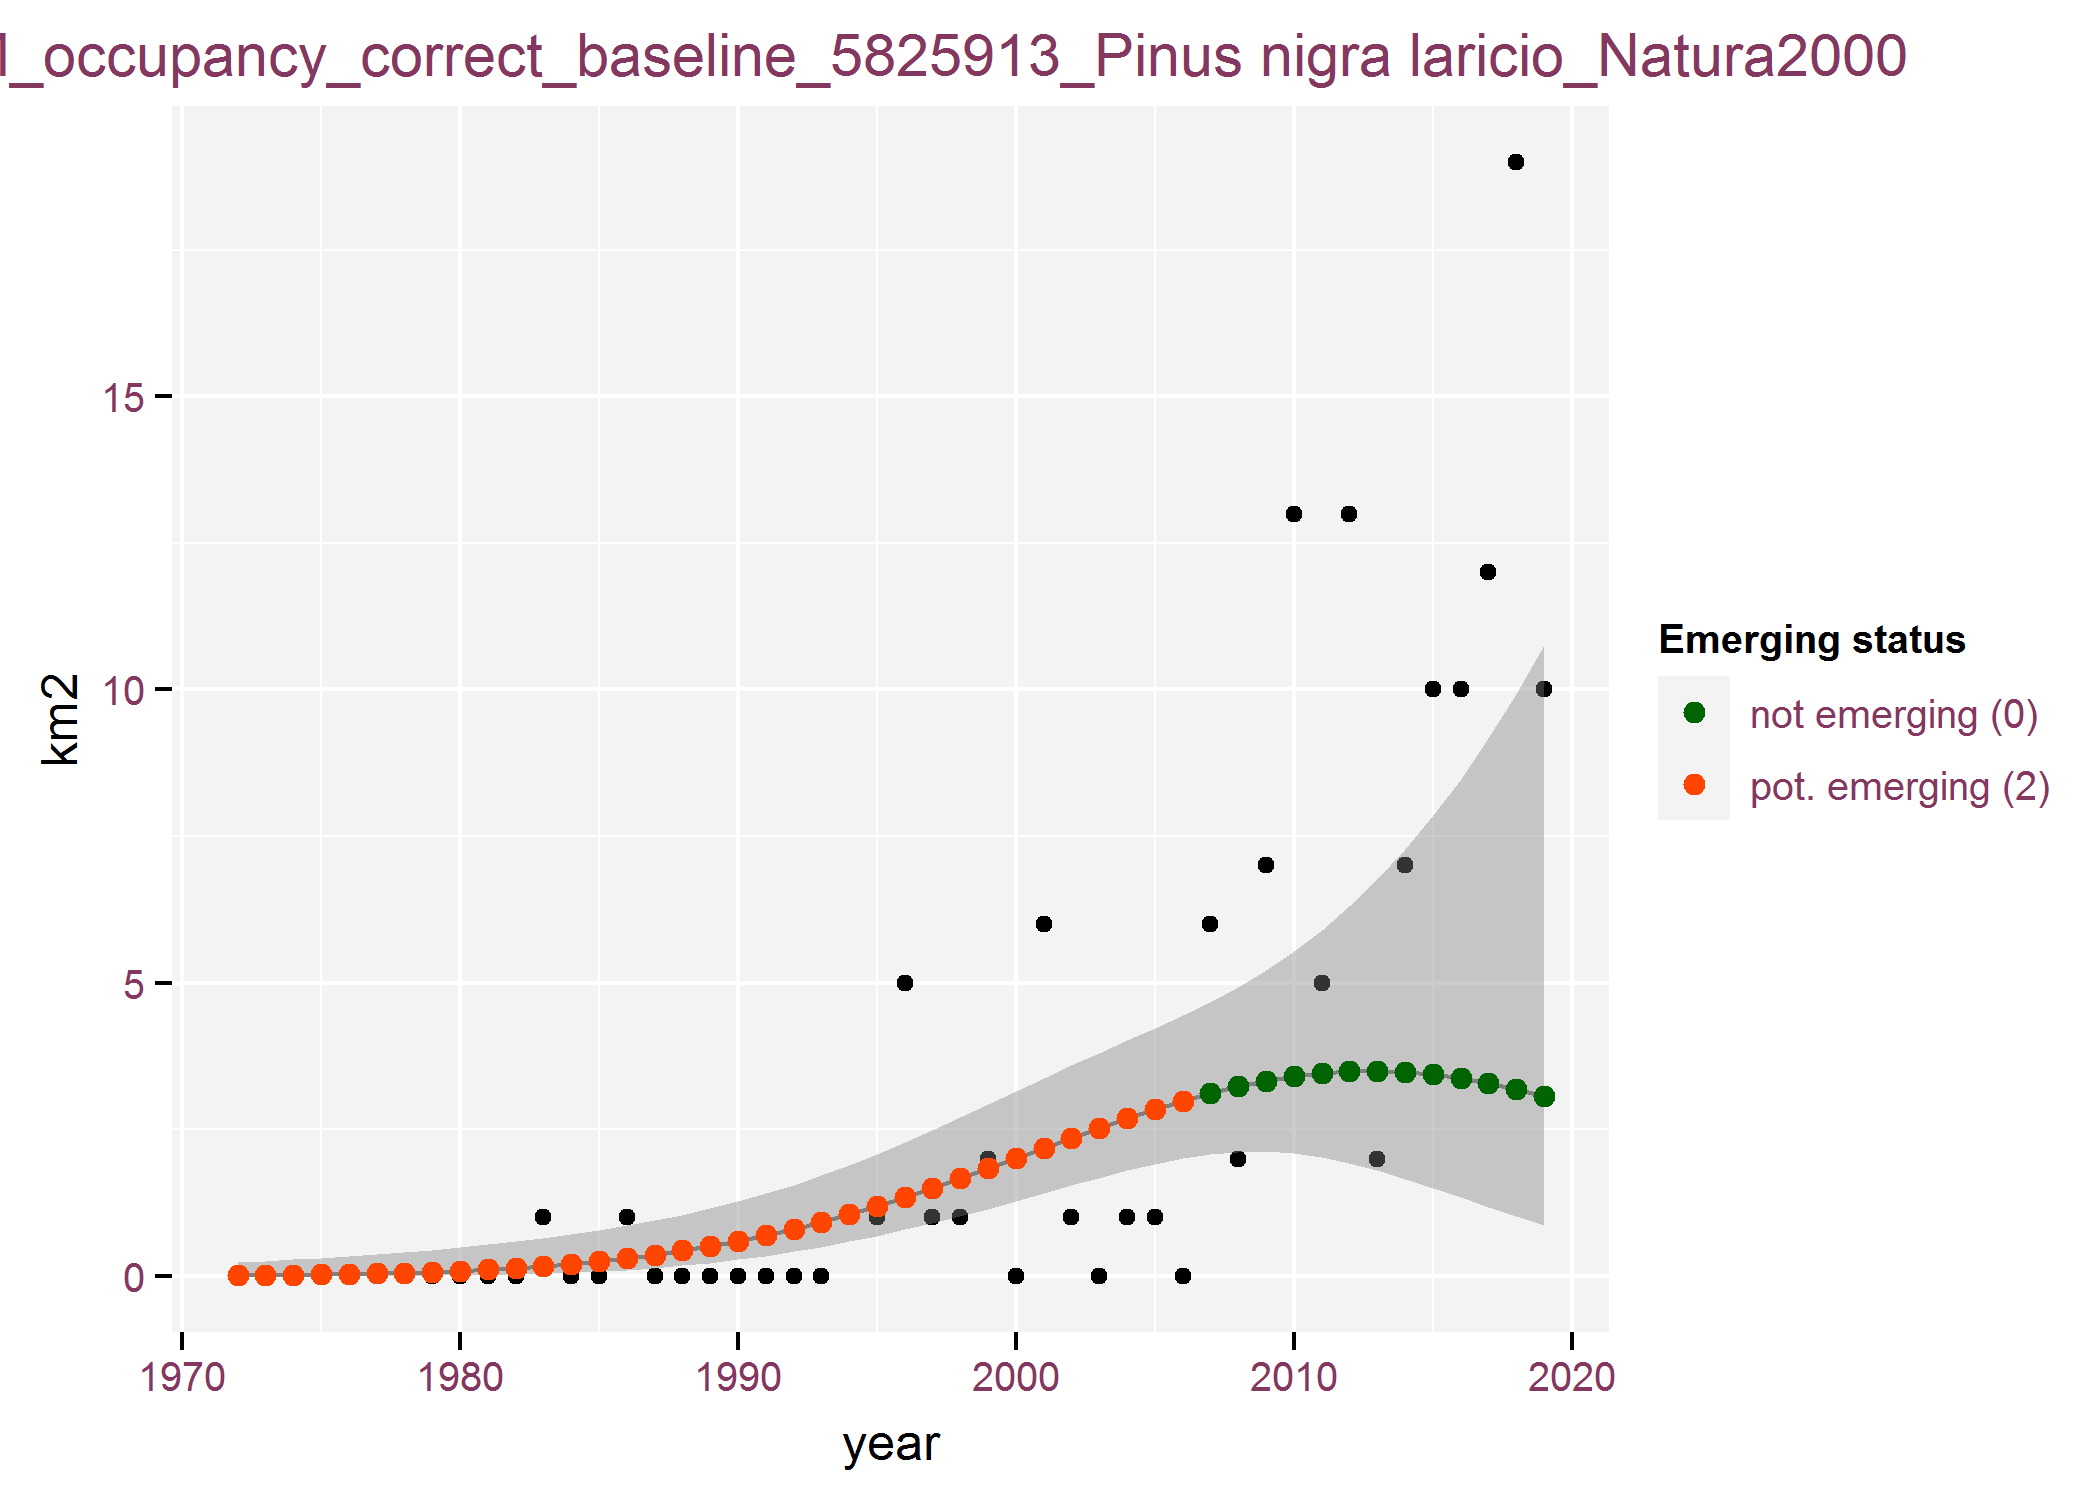 _occupancy_correct_baseline_5825913_Pinus nigra laricio_Natura2000
15
10
5
0
km2
1970 1980 1990 2000 2010 2020
year
Emerging status
not emerging (0)
pot. emerging (2)